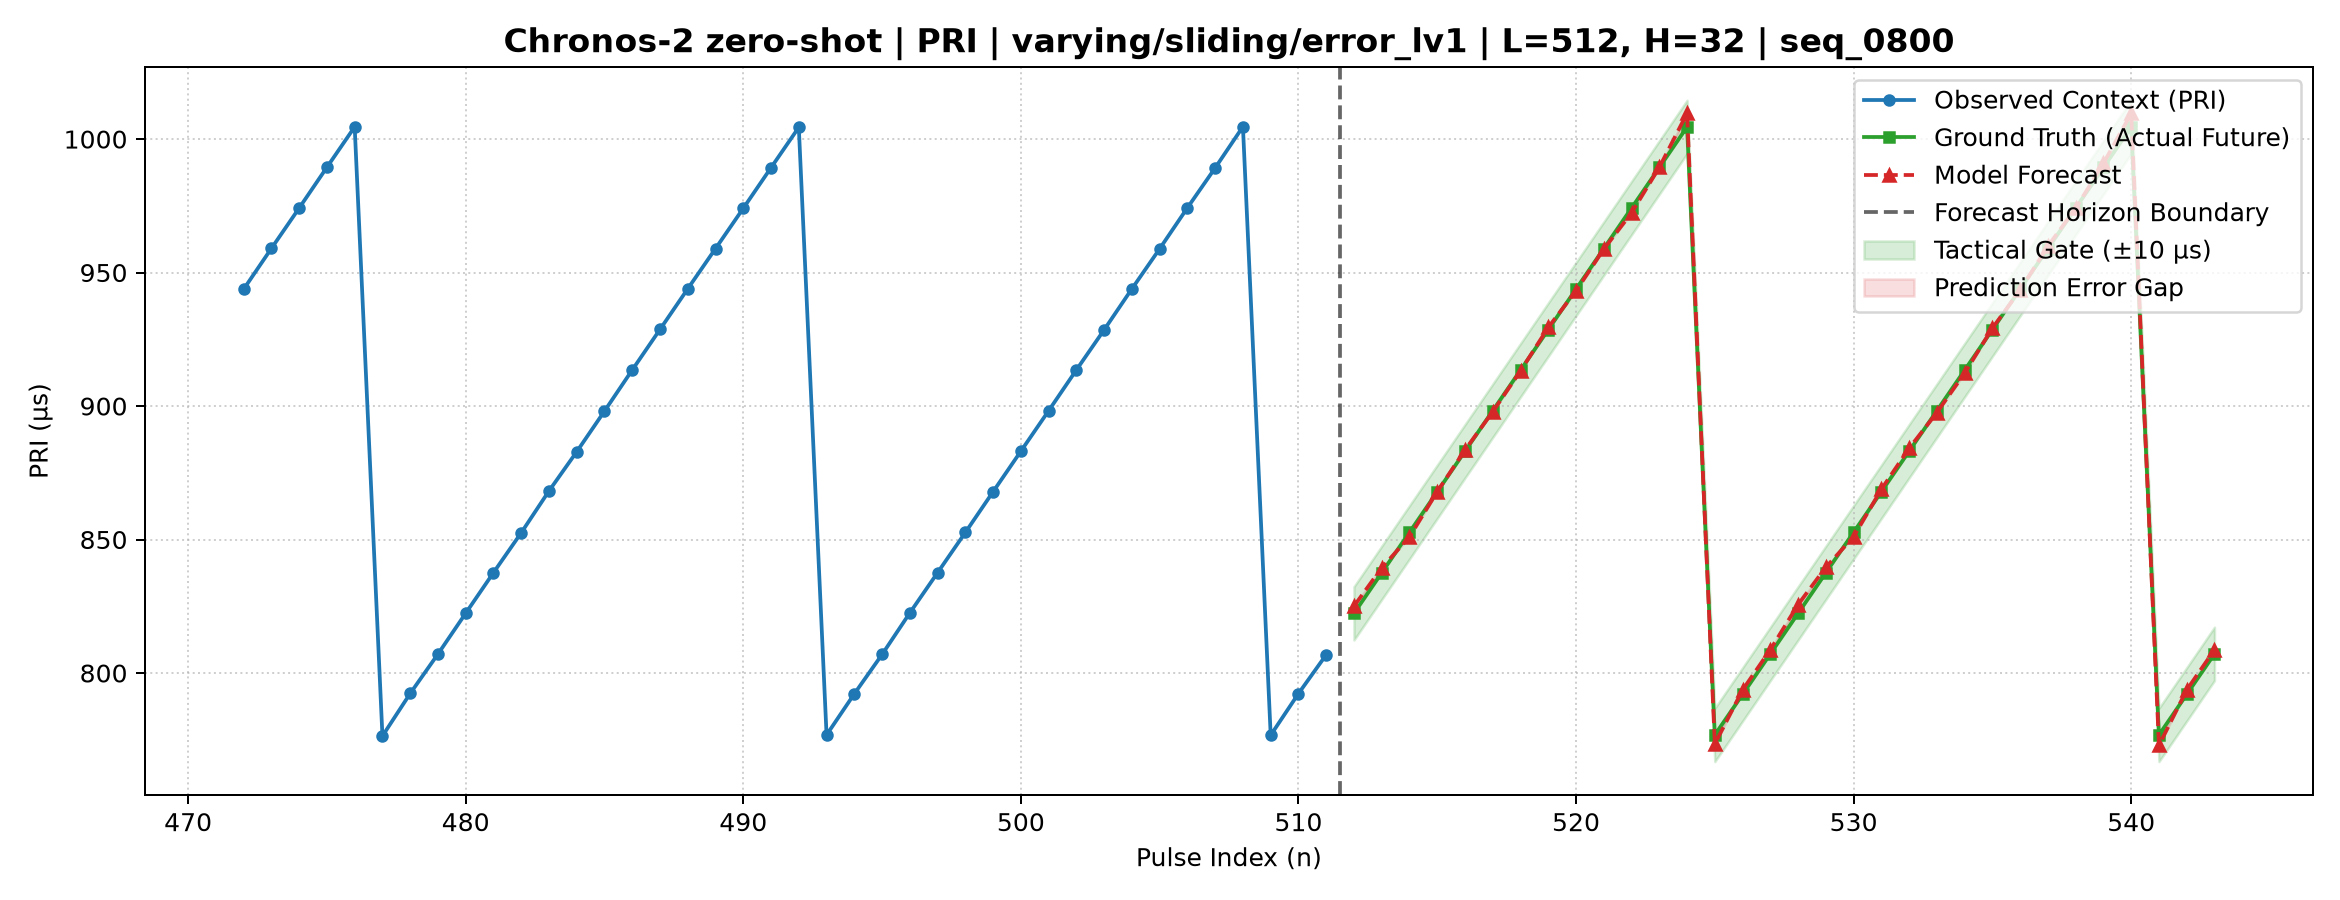 Chronos-2 zero-shot | PRI | varying/sliding/error_lv1 | L=512, H=32 | seq_0800
Observed Context (PRI)
Ground Truth (Actual Future)
Model Forecast
Forecast Horizon Boundary
Tactical Gate (±10 μs)
Prediction Error Gap
PRI (μs)
1000
950
900
850
800
470 480 490 500 510 520 530 540
Pulse Index (n)